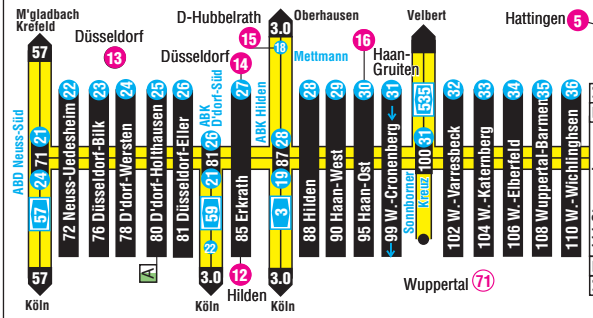 M'gladbach
Krefeld
57
Düsseldorf
13
D-Hubbelrath
15
Düsseldorf
14
Oberhausen
3.0
18
Mettmann
16
Haan-
Gruiten
Velbert
535
Hattingen 5
ABD Neuss-Süd
21
71
24
57
57
Köln
22
72 Neuss-Uedesheim
23
76 Düsseldorf-Bilk
24
78 D'dorf-Wersten
25
80 D'dorf-Holthausen
A
26
81 Düsseldorf-Eller
ABK
D'dorf-Süd
26
81
21
59
22
3.0
Köln
27
85 Erkrath
12
Hilden
ABK Hilden
28
87
19
3
3.0
Köln
28
88 Hilden
29
90 Haan-West
30
95 Haan-Ost
31
99 W.-Cronenberg
31
100
Sonnborner
Kreuz
32
102 W.-Varresbeck
33
104 W.-Katernberg
34
106 W.-Elberfeld
35
108 Wuppertal-Barmen
36
110 W.-Wichlinghsen
Wuppertal 71